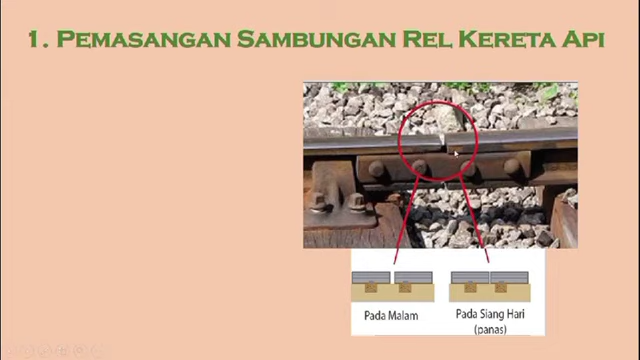 1. PEMASANGAN SAMBUNGAN REL KERETA API
Pada Malam
Pada Siang Hari
(panas)